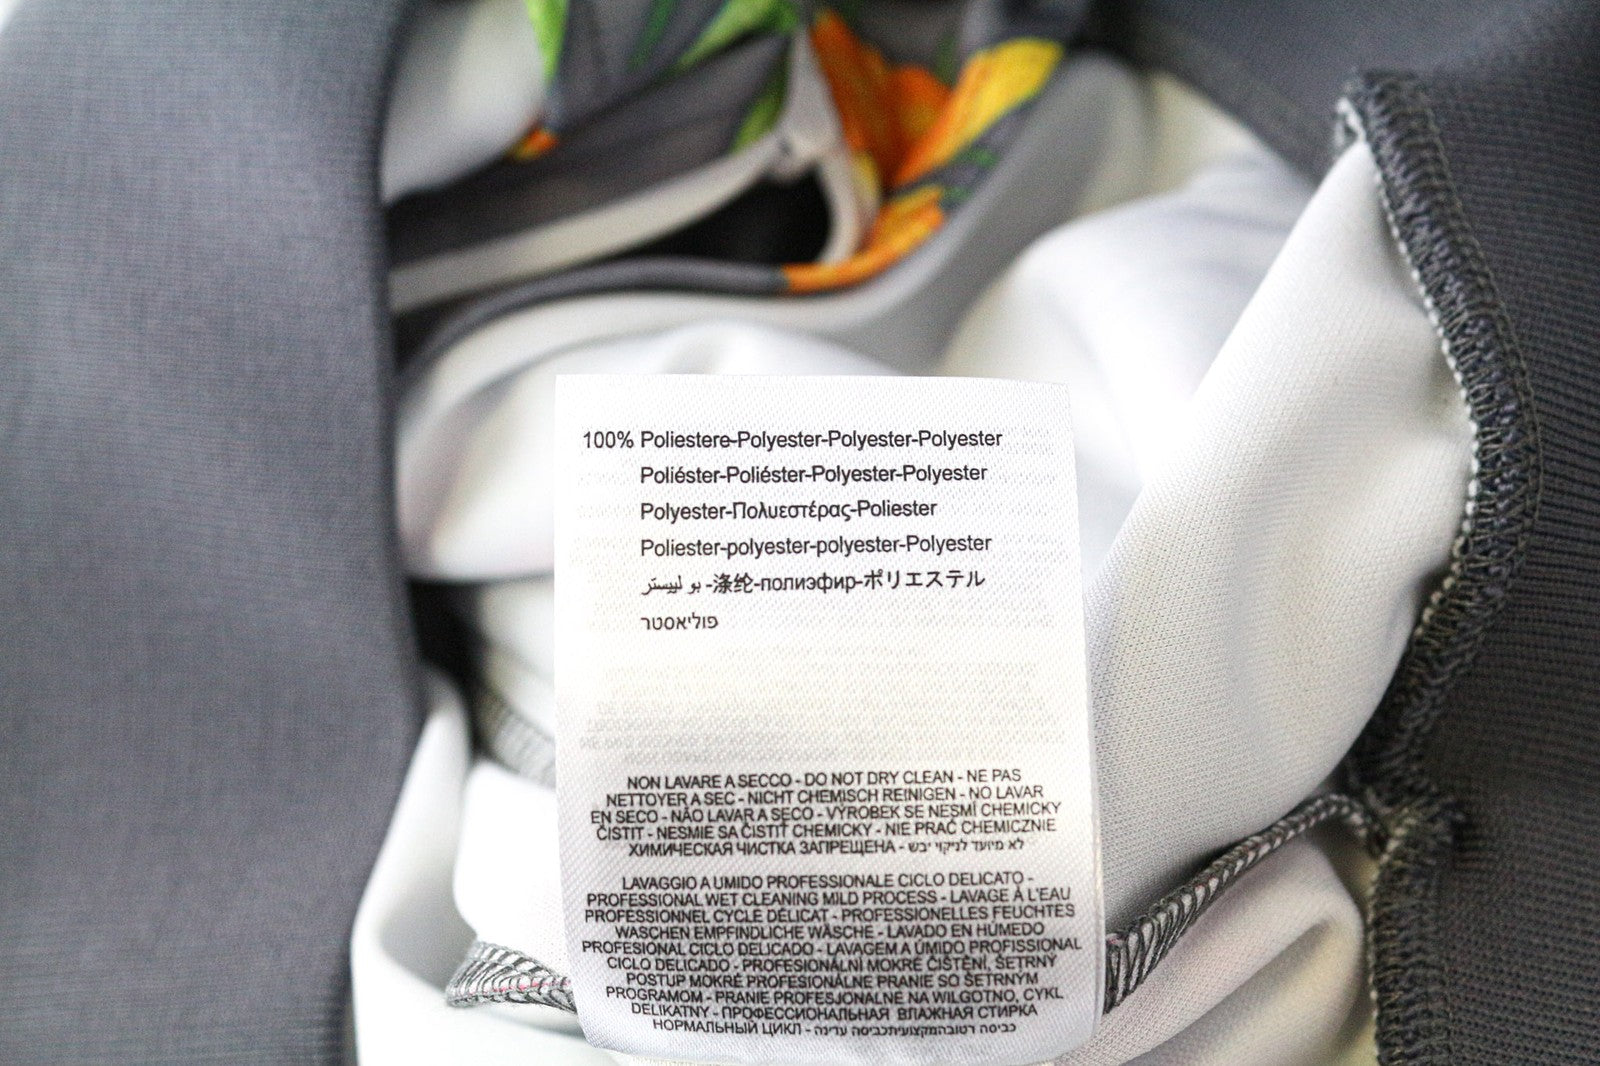 100% Poliestere-Polyester-Polyester-Polyester
Poliéster-Poliéster-Polyester-Polyester
Polyester-Πολυεστέρας-Poliester
Poliester-polyester-polyester-Polyester
بو لييستر-涤纶-полиэфир-ポリエステル
פוליאסטר
NON LAVARE A SECCO - DO NOT DRY CLEAN - NE PAS
NETTOYER A SEC - NICHT CHEMISCH REINIGEN - NO LAVAR
EN SECO - NÃO LAVAR A SECO - VÝROBEK SE NESMÍ CHEMICKY
ČISTIT - NESMIE SA ČISTIŤ CHEMICKY - NIE PRAĆ CHEMICZNIE
ХИМИЧЕСКАЯ ЧИСТКА ЗАПРЕЩЕНА - לא מיועד לניקוי יבש
LAVAGGIO A UMIDO PROFESSIONALE CICLO DELICATO -
PROFESSIONAL WET CLEANING MILD PROCESS - LAVAGE À L'EAU
PROFESSIONNEL CYCLE DÉLICAT - PROFESSIONELLES FEUCHTES
WASCHEN EMPFINDLICHE WÄSCHE - LAVADO EN HÚMEDO
PROFESIONAL CICLO DELICADO - LAVAGEM A ÚMIDO PROFISSIONAL
CICLO DELICADO - PROFESIONÁLNÍ MOKRÉ ČIŠTĚNÍ, ŠETRNÝ
POSTUP MOKRÉ PROFESIONÁLNE PRANIE SO ŠETRNÝM
PROGRAMOM - PRANIE PROFESJONALNE NA WILGOTNO, CYKL
DELIKATNY - ПРОФЕССИОНАЛЬНАЯ ВЛАЖНАЯ СТИРКА
НОРМАЛЬНЫЙ ЦИКЛ - כביסה רטובהמקצועיתכביסה עדינה